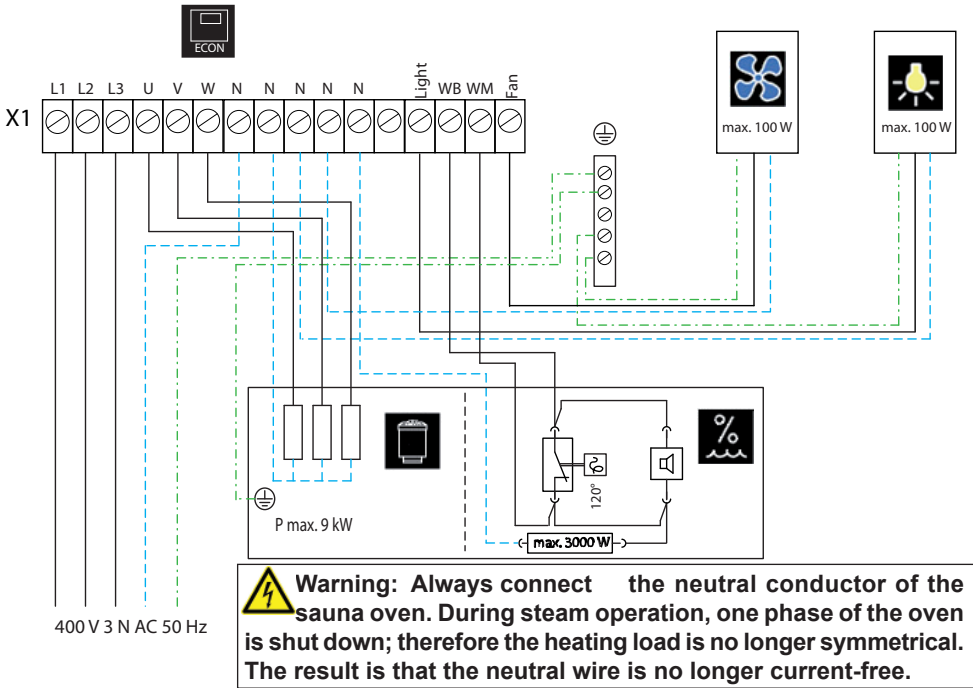 ECON
X1 L1 L2 L3 U V W N N N N N Light WB WM Fan
max. 100 W
max. 100 W
%
120°
P max. 9 kW
max. 3000 W
400 V 3 N AC 50 Hz
Warning: Always connect the neutral conductor of the
sauna oven. During steam operation, one phase of the oven
is shut down; therefore the heating load is no longer symmetrical.
The result is that the neutral wire is no longer current-free.